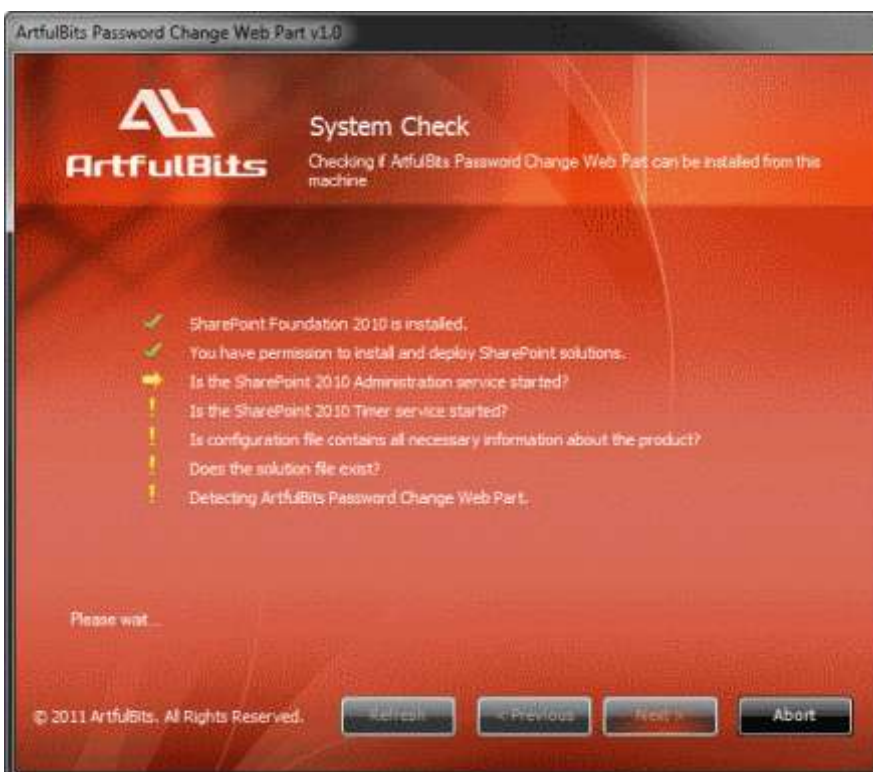 ArtfulBits Password Change Web Part v1.0
ArtfulBits
System Check
Checking if ArtfulBits Password Change Web Part can be installed from this
machine
SharePoint Foundation 2010 is installed.
You have permission to install and deploy SharePoint solutions.
Is the SharePoint 2010 Administration service started?
Is the SharePoint 2010 Timer service started?
Is configuration file contains all necessary information about the product?
Does the solution file exist?
Detecting ArtfulBits Password Change Web Part.
Please wait...
© 2011 ArtfulBits. All Rights Reserved.
Refresh
< Previous
Next >
Abort